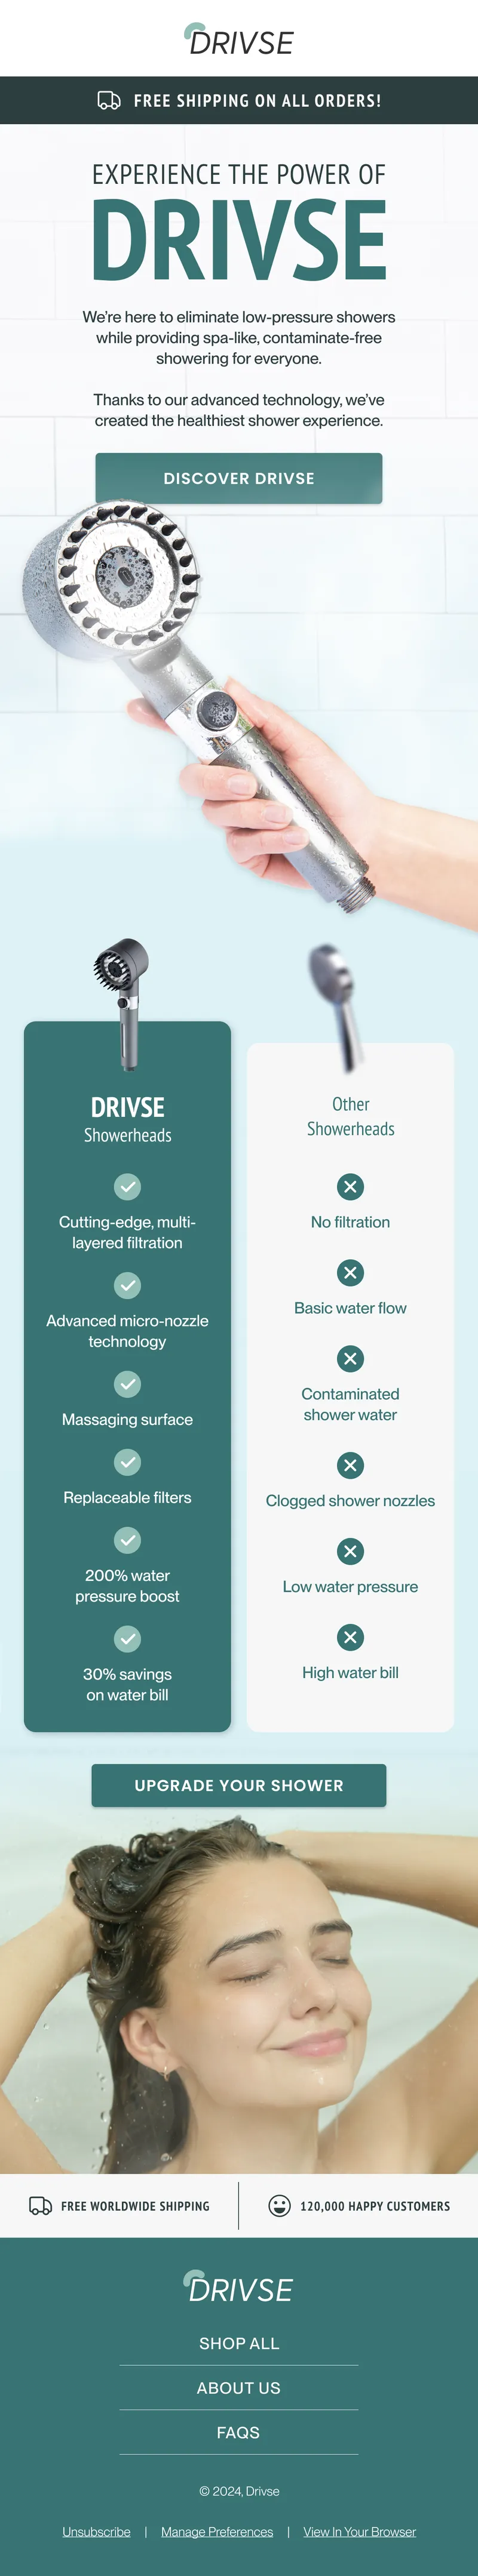 DRIVSE
FREE SHIPPING ON ALL ORDERS!
EXPERIENCE THE POWER OF
DRIVSE
We're here to eliminate low-pressure showers
while providing spa-like, contaminate-free
showering for everyone.
Thanks to our advanced technology, we've
created the healthiest shower experience.
DISCOVER DRIVSE
DRIVSE
Showerheads
Cutting-edge, multi-
layered filtration
Advanced micro-nozzle
technology
Massaging surface
Replaceable filters
200% water
pressure boost
30% savings
on water bill
Other
Showerheads
No filtration
Basic water flow
Contaminated
shower water
Clogged shower nozzles
Low water pressure
High water bill
UPGRADE YOUR SHOWER
FREE WORLDWIDE SHIPPING
120,000 HAPPY CUSTOMERS
DRIVSE
SHOP ALL
ABOUT US
FAQS
© 2024, Drivse
Unsubscribe | Manage Preferences | View In Your Browser